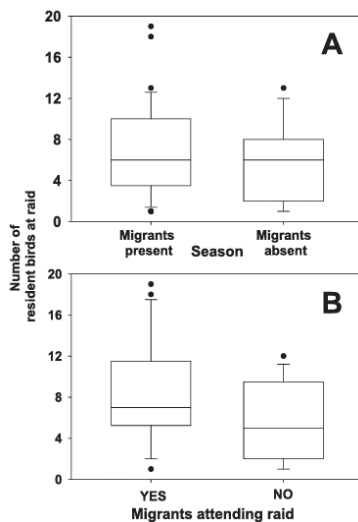 20
16
12
8
4
0
A
Migrants present
Season
Migrants absent
Number of
resident birds at raid
20
16
12
8
4
0
B
YES
NO
Migrants attending raid